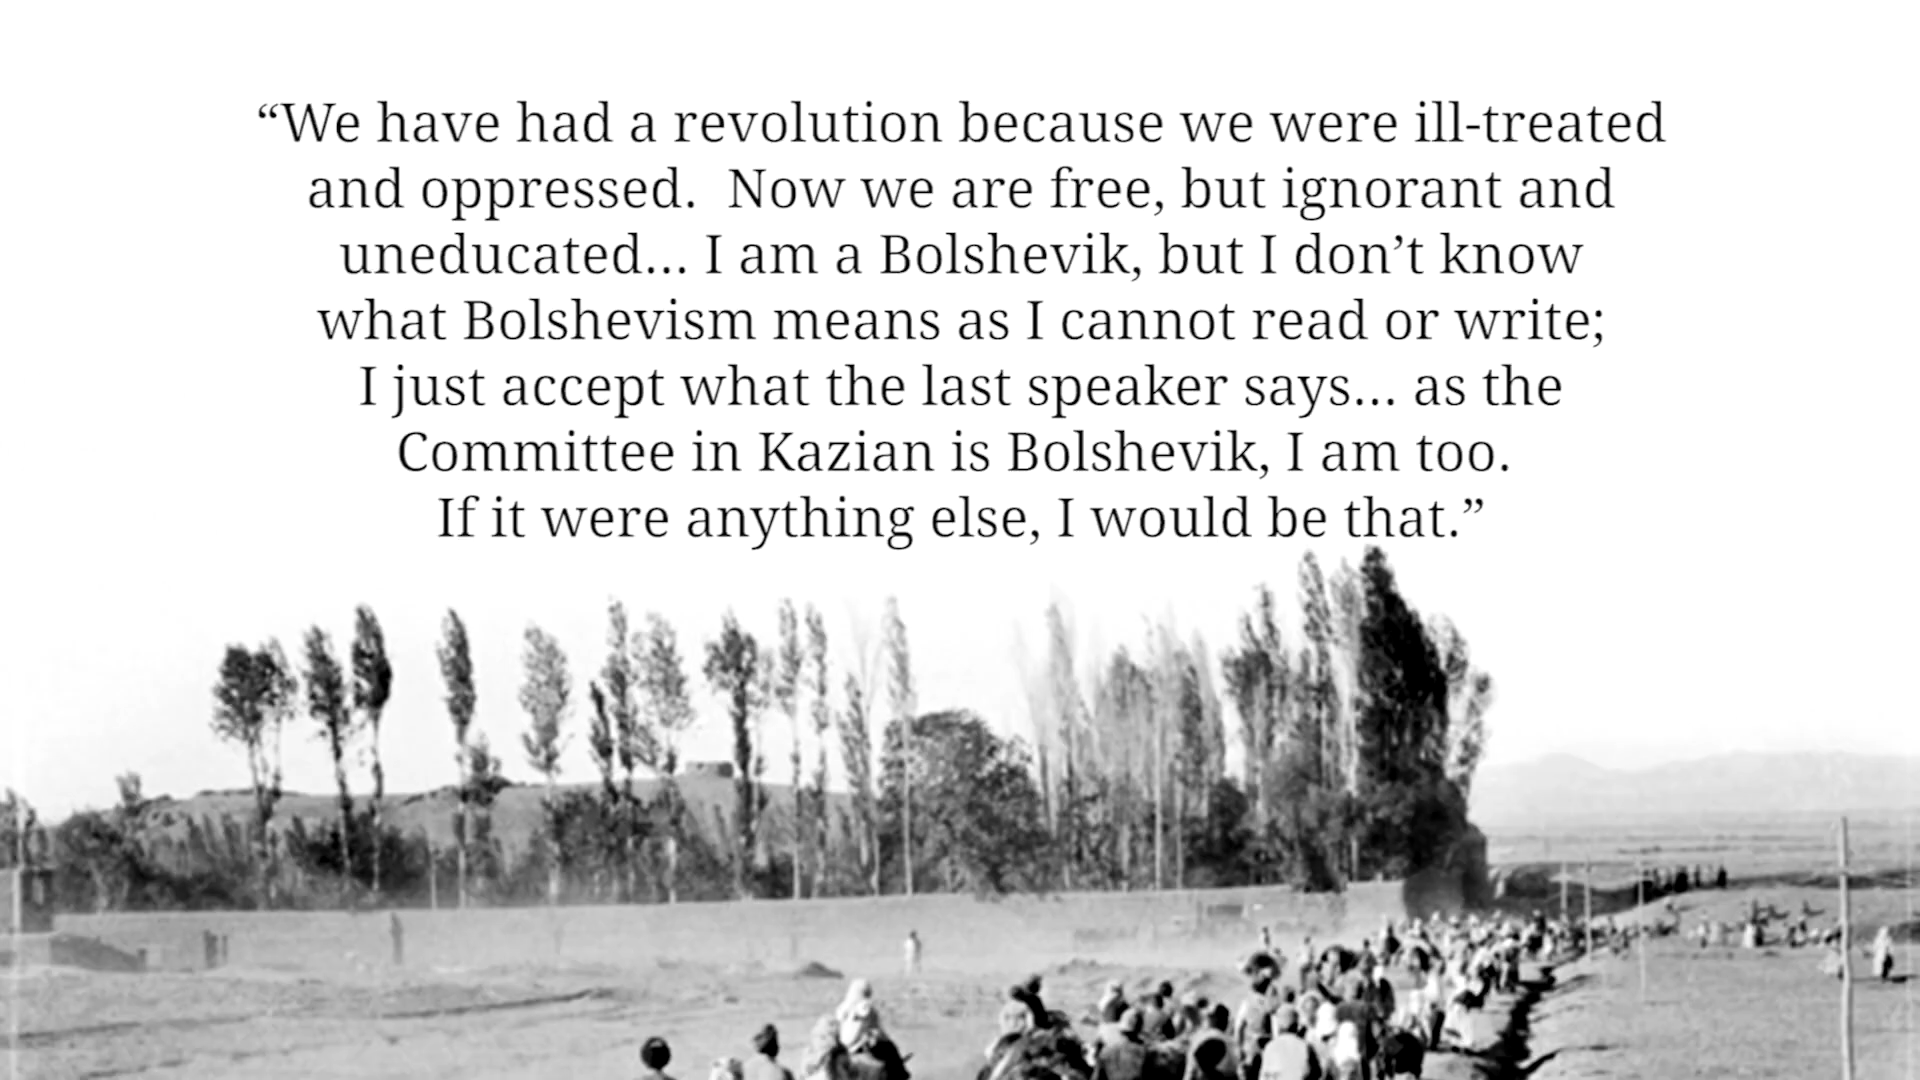 “We have had a revolution because we were ill-treated
and oppressed.  Now we are free, but ignorant and
uneducated… I am a Bolshevik, but I don’t know
what Bolshevism means as I cannot read or write;
I just accept what the last speaker says… as the
Committee in Kazian is Bolshevik, I am too.
If it were anything else, I would be that.”